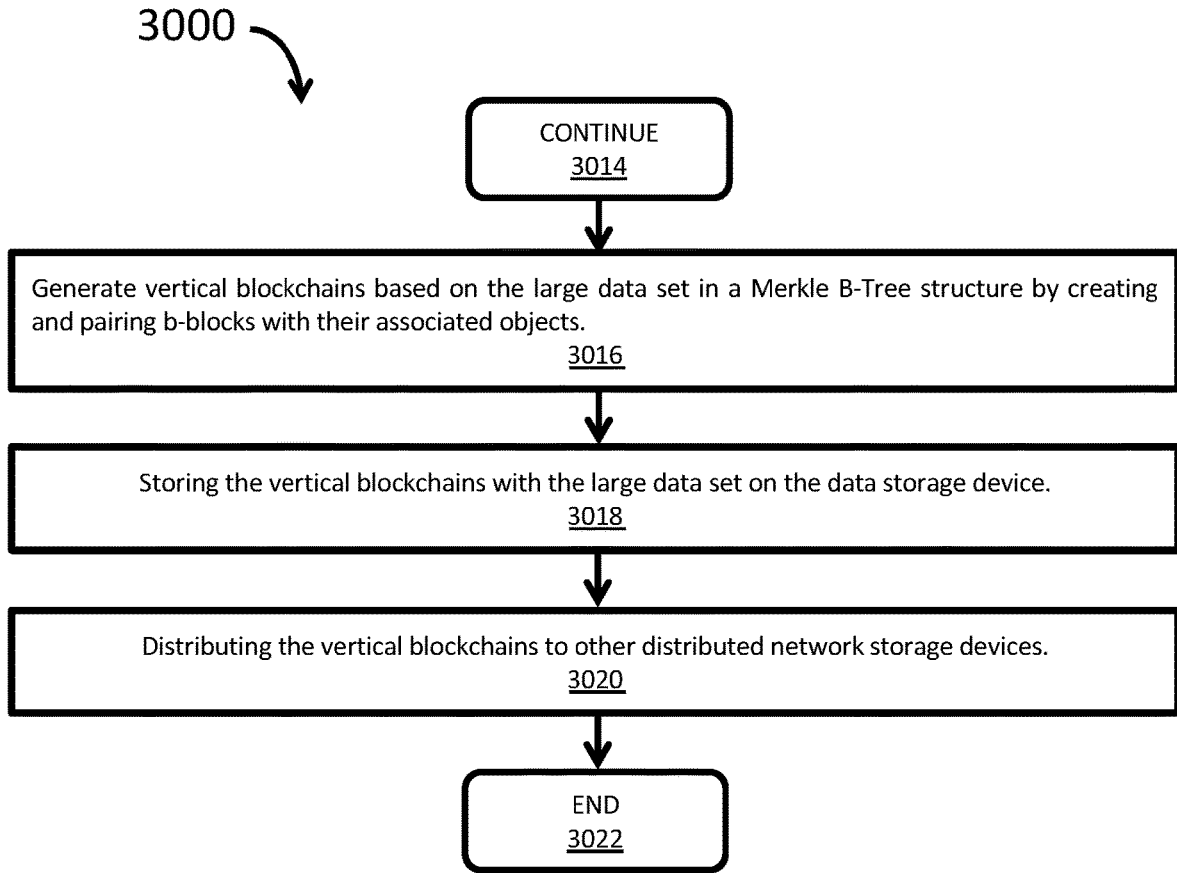 3000
CONTINUE
3014
Generate vertical blockchains based on the large data set in a Merkle B-Tree structure by creating
and pairing b-blocks with their associated objects.
3016
Storing the vertical blockchains with the large data set on the data storage device.
3018
Distributing the vertical blockchains to other distributed network storage devices.
3020
END
3022